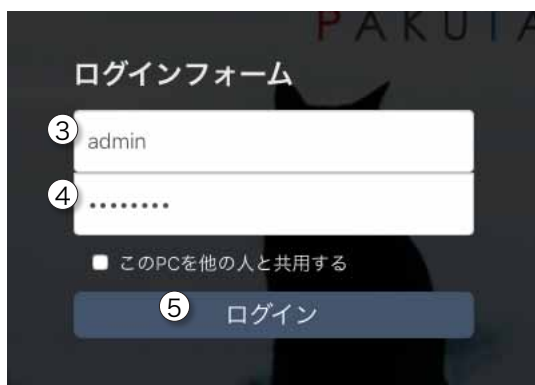 PAKUTA
ログインフォーム
③ admin
④ ••••••••
このPCを他の人と共用する
⑤ ログイン